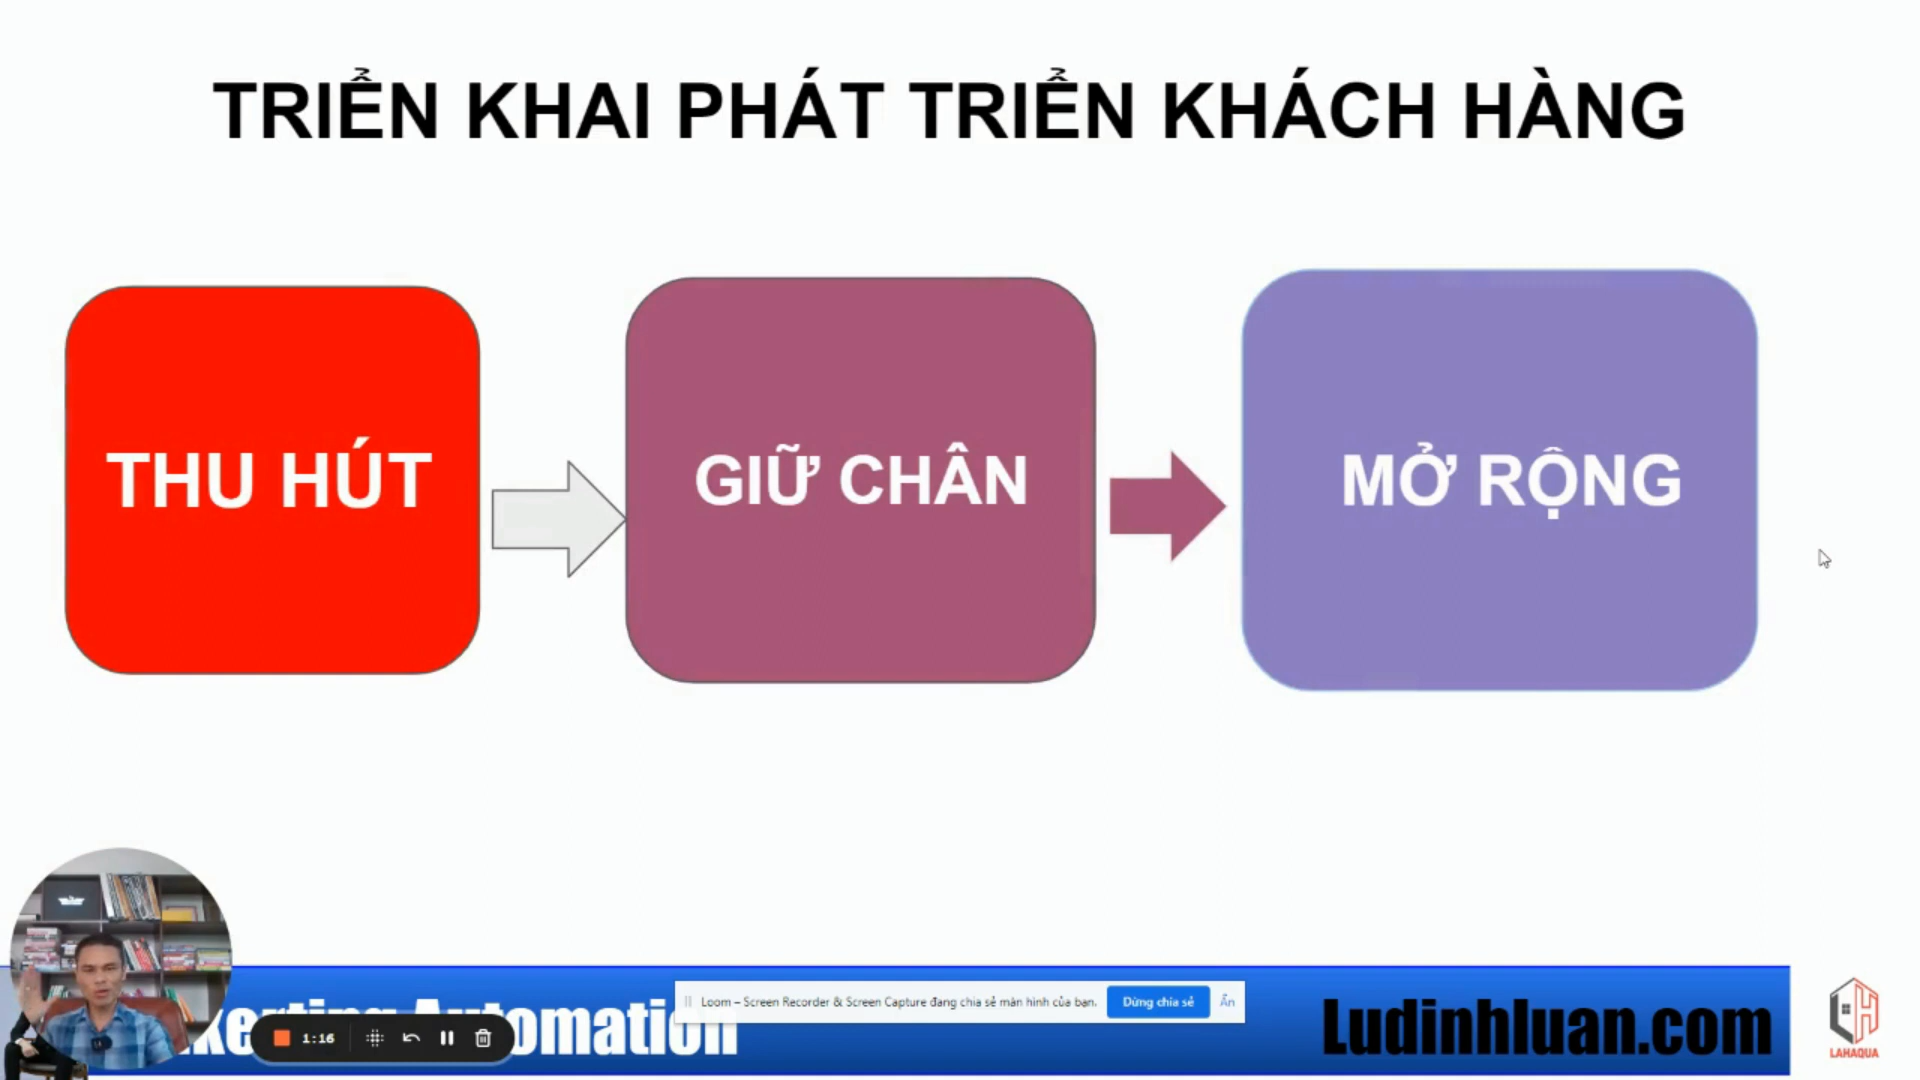 TRIỂN KHAI PHÁT TRIỂN KHÁCH HÀNG
THU HÚT
GIỮ CHÂN
MỞ RỘNG
Loom – Screen Recorder & Screen Capture đang chia sẻ màn hình của bạn.
Dừng chia sẻ
Ẩn
Automation
1:16
Ludinhluan.com
LAHAQUA